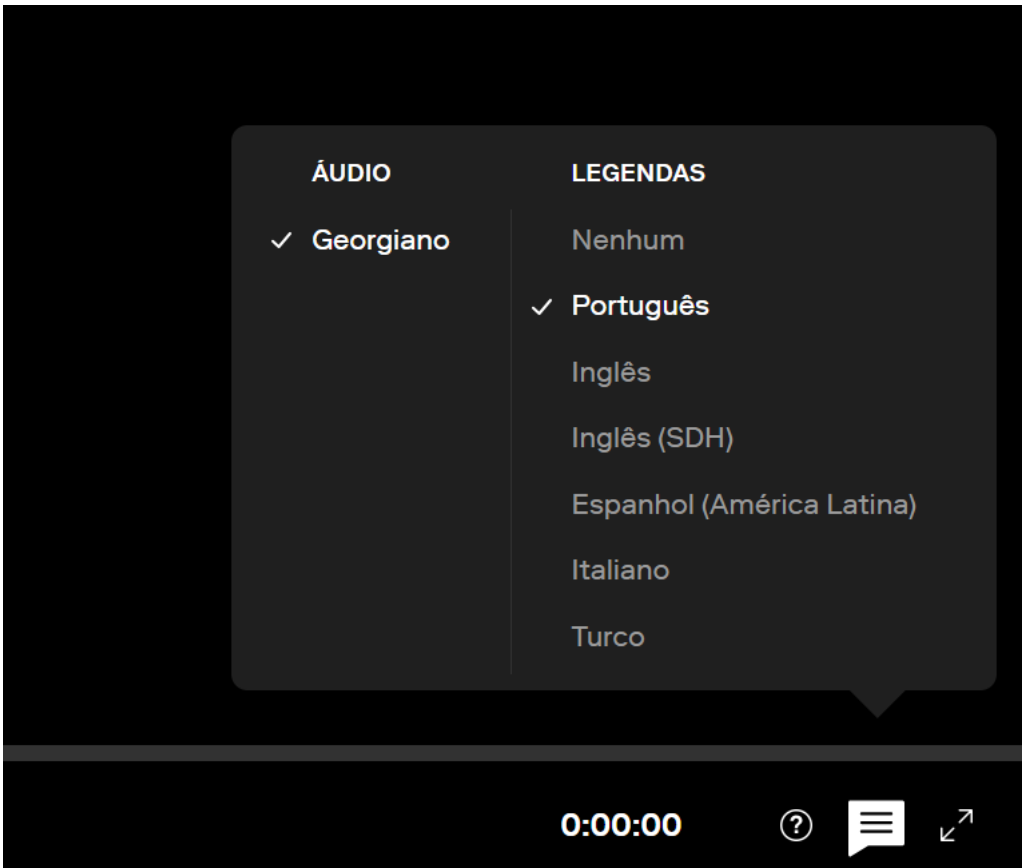 ÁUDIO
Georgiano
LEGENDAS
Nenhum
Português
Inglês
Inglês (SDH)
Espanhol (América Latina)
Italiano
Turco
0:00:00
?